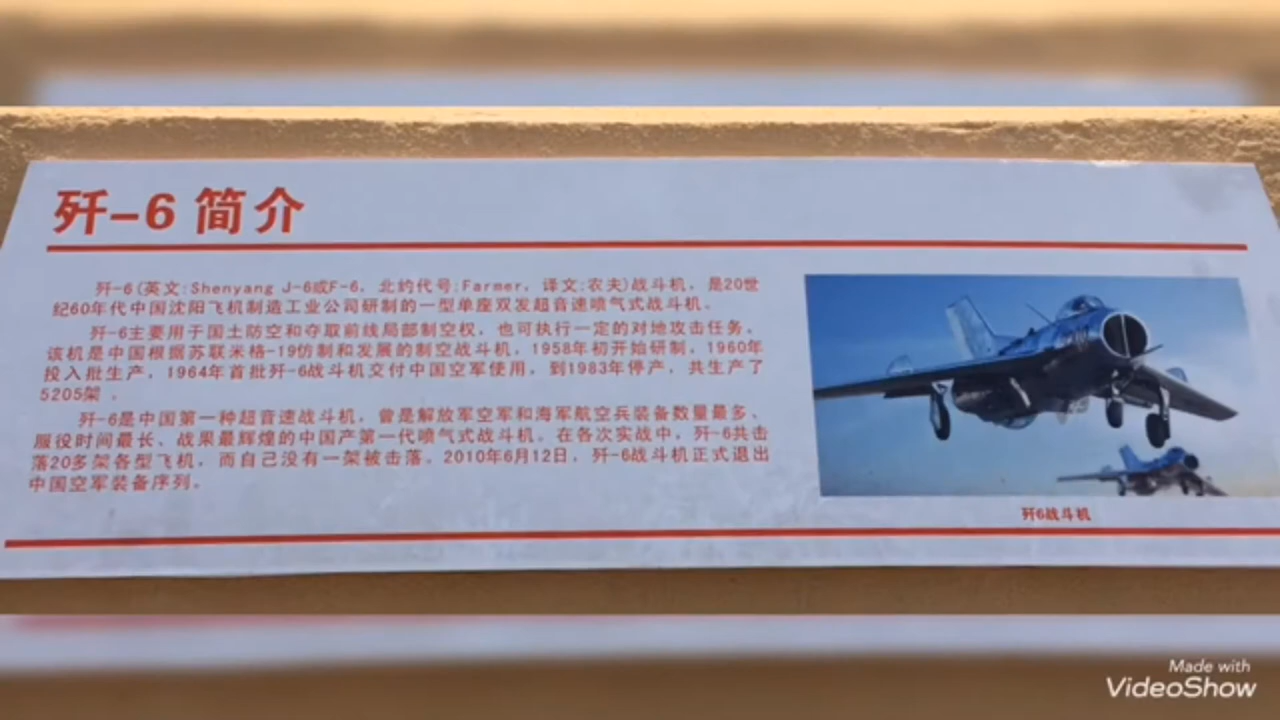 歼-6 简介
歼-6(英文:Shenyang J-6或F-6，北约代号:Farmer，译文:农夫)战斗机，是20世
纪60年代中国沈阳飞机制造工业公司研制的一型单座双发超音速喷气式战斗机。
歼-6主要用于国土防空和夺取前线局部制空权，也可执行一定的对地攻击任务。
该机是中国根据苏联米格-19仿制和发展的制空战斗机，1958年初开始研制，1960年
投入批生产，1964年首批歼-6战斗机交付中国空军使用，到1983年停产，共生产了
5205架 。
歼-6是中国第一种超音速战斗机，曾是解放军空军和海军航空兵装备数量最多、
服役时间最长、战果最辉煌的中国产第一代喷气式战斗机。在各次实战中，歼-6共击
落20多架各型飞机，而自己没有一架被击落。2010年6月12日，歼-6战斗机正式退出
中国空军装备序列。
歼6战斗机
Made with
VideoShow